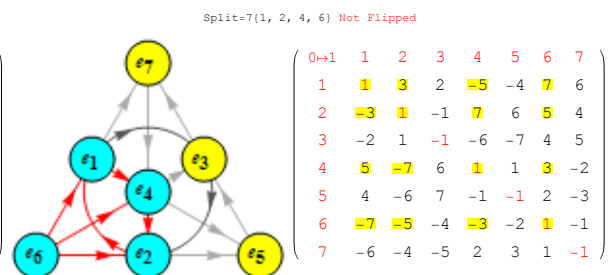 Split=7{1, 2, 4, 6} Not Flipped
0↦1 1 2 3 4 5 6 7
e7
1 1 3 2 -5 -4 7 6
2 -3 1 -1 7 6 5 4
e1 e3
3 -2 1 -1 -6 -7 4 5
e4
4 5 -7 6 1 1 3 -2
5 4 -6 7 -1 -1 2 -3
e6 e2 e5
6 -7 -5 -4 -3 -2 1 -1
7 -6 -4 -5 2 3 1 -1